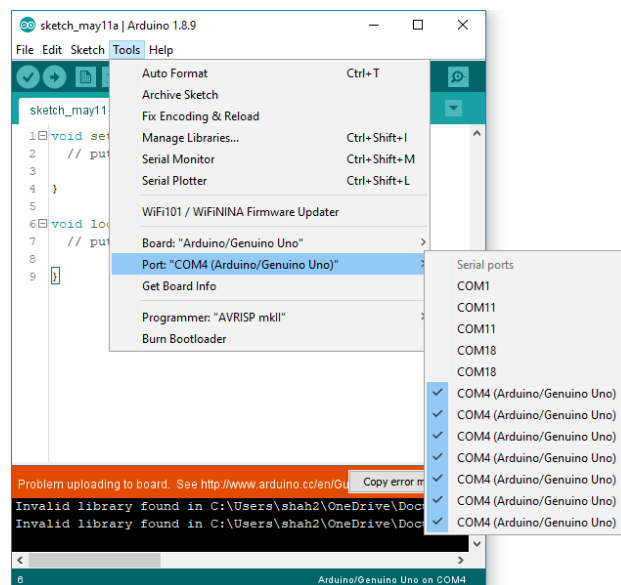 sketch_may11a | Arduino 1.8.9
File Edit Sketch Tools Help
sketch_may11
Auto Format Ctrl+T
Archive Sketch
Fix Encoding & Reload
Manage Libraries... Ctrl+Shift+I
Serial Monitor Ctrl+Shift+M
Serial Plotter Ctrl+Shift+L
WiFi101 / WiFiNINA Firmware Updater
Board: "Arduino/Genuino Uno"
Port: "COM4 (Arduino/Genuino Uno)"
Get Board Info
Programmer: "AVRISP mkII"
Burn Bootloader
1 void set
2 // put
3
4 }
5
6 void loo
7 // put
8
9 }
Serial ports
COM1
COM11
COM11
COM18
COM18
COM4 (Arduino/Genuino Uno)
COM4 (Arduino/Genuino Uno)
COM4 (Arduino/Genuino Uno)
COM4 (Arduino/Genuino Uno)
COM4 (Arduino/Genuino Uno)
COM4 (Arduino/Genuino Uno)
COM4 (Arduino/Genuino Uno)
Problem uploading to board. See http://www.arduino.cc/en/Gu Copy error m
Invalid library found in C:\Users\shah2\OneDrive\Doc
Invalid library found in C:\Users\shah2\OneDrive\Doc
6 Arduino/Genuino Uno on COM4